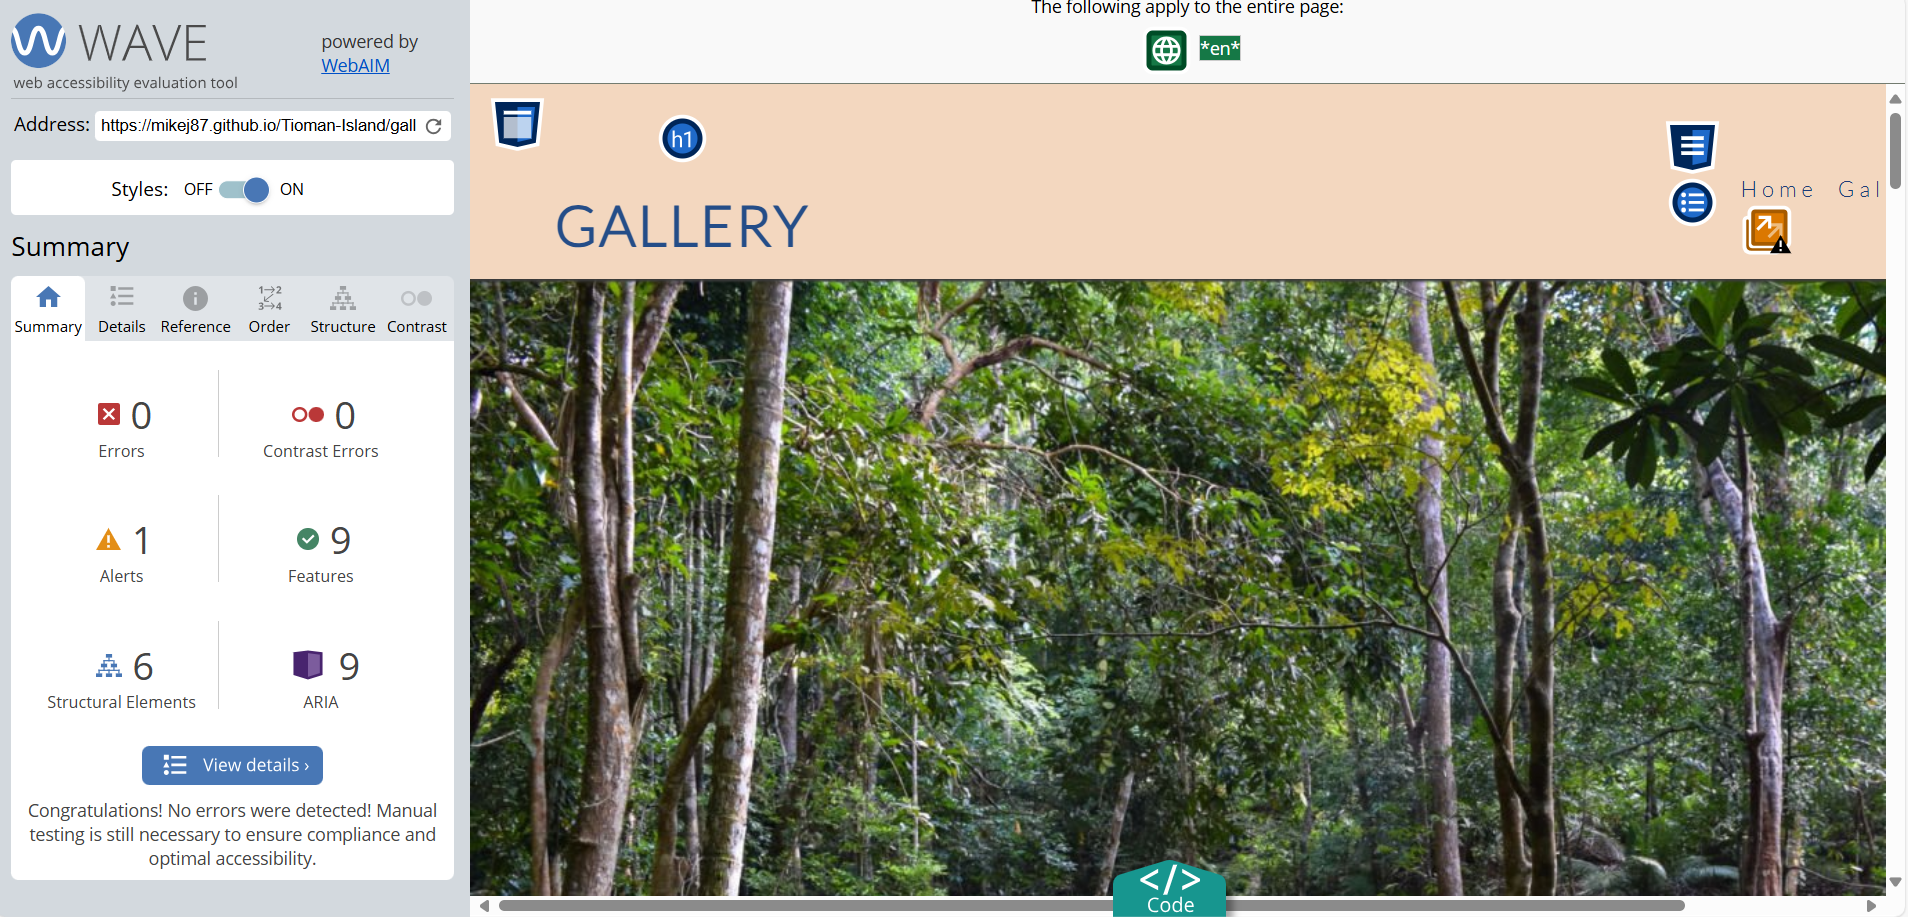 WAVE
powered by
WebAIM
web accessibility evaluation tool
Address: https://mikej87.github.io/Tioman-Island/gall
Styles: OFF ON
Summary
Summary Details Reference Order Structure Contrast
0
Errors
0
Contrast Errors
1
Alerts
9
Features
6
Structural Elements
9
ARIA
View details ›
Congratulations! No errors were detected! Manual
testing is still necessary to ensure compliance and
optimal accessibility.
The following apply to the entire page:
*en*
h1
GALLERY
Home Gal
</>
Code